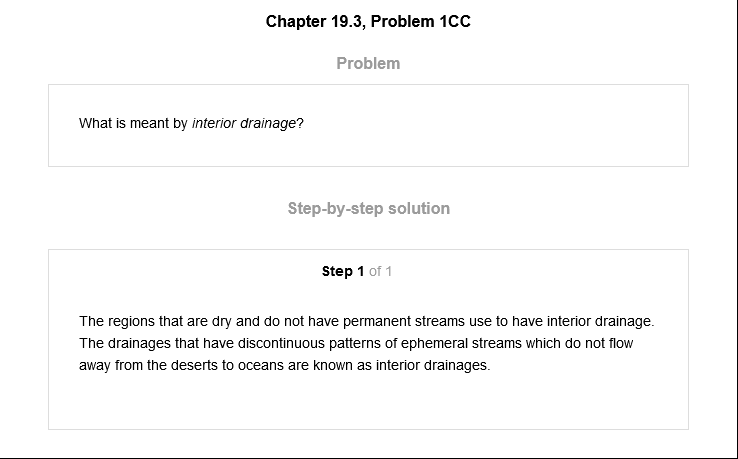 Chapter 19.3, Problem 1CC
Problem
What is meant by interior drainage?
Step-by-step solution
Step 1 of 1
The regions that are dry and do not have permanent streams use to have interior drainage.
The drainages that have discontinuous patterns of ephemeral streams which do not flow
away from the deserts to oceans are known as interior drainages.